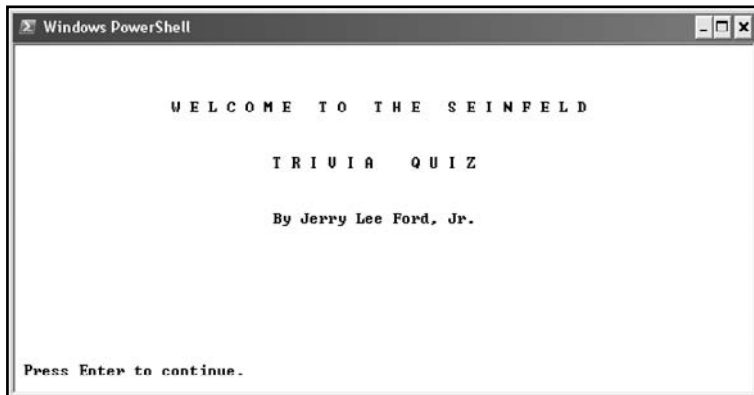 Windows PowerShell
W E L C O M E   T O   T H E   S E I N F E L D
T R I V I A   Q U I Z
By Jerry Lee Ford, Jr.
Press Enter to continue.